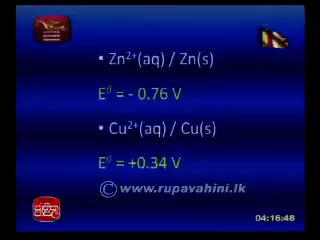 • Zn²⁺(aq) / Zn(s)
E⁰ = - 0.76 V
• Cu²⁺(aq) / Cu(s)
E⁰ = +0.34 V
© www.rupavahini.lk
04:16:48